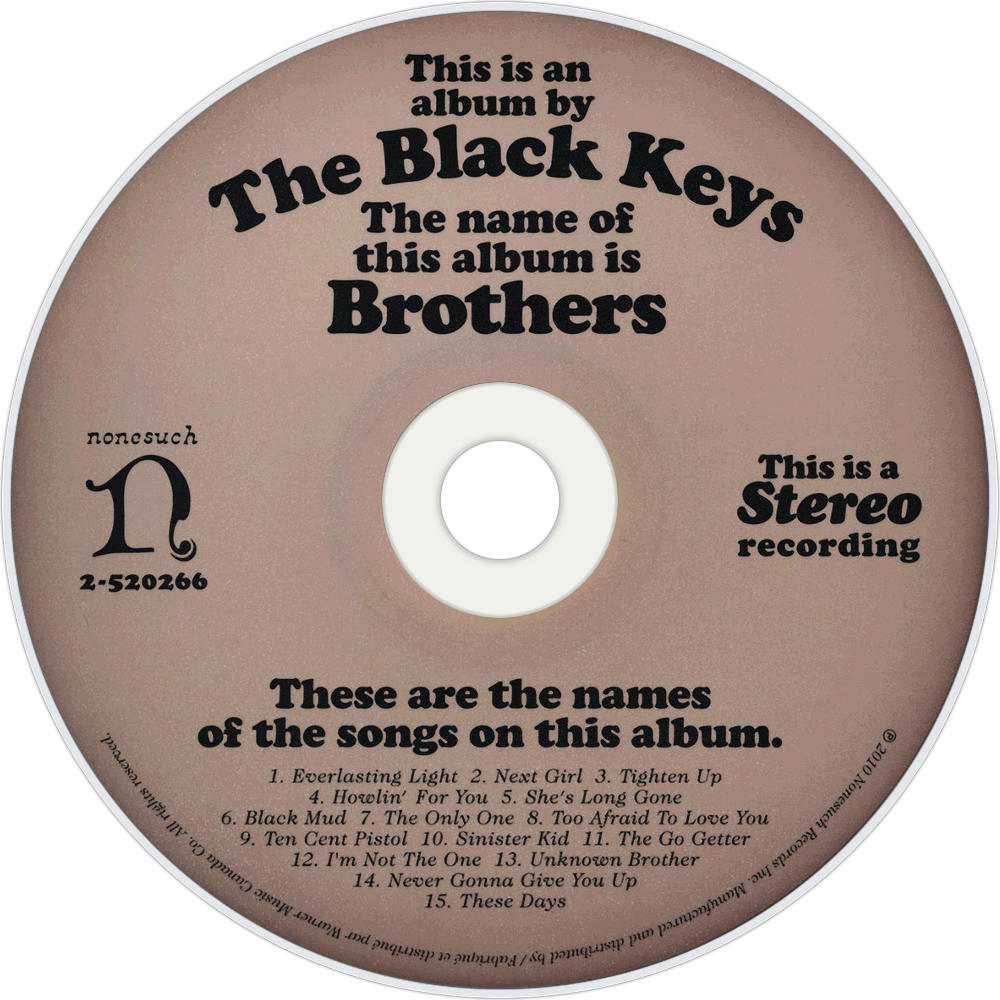 This is an
album by
The Black Keys
The name of
this album is
Brothers
nonesuch
n
2-520266
This is a
Stereo
recording
These are the names
of the songs on this album.
1. Everlasting Light 2. Next Girl 3. Tighten Up
4. Howlin' For You 5. She's Long Gone
6. Black Mud 7. The Only One 8. Too Afraid To Love You
9. Ten Cent Pistol 10. Sinister Kid 11. The Go Getter
12. I'm Not The One 13. Unknown Brother
14. Never Gonna Give You Up
15. These Days
℗ 2010 Nonesuch Records Inc. Manufactured and distributed by / Fabriqué et distribué par Warner Music Canada Co. All rights reserved.